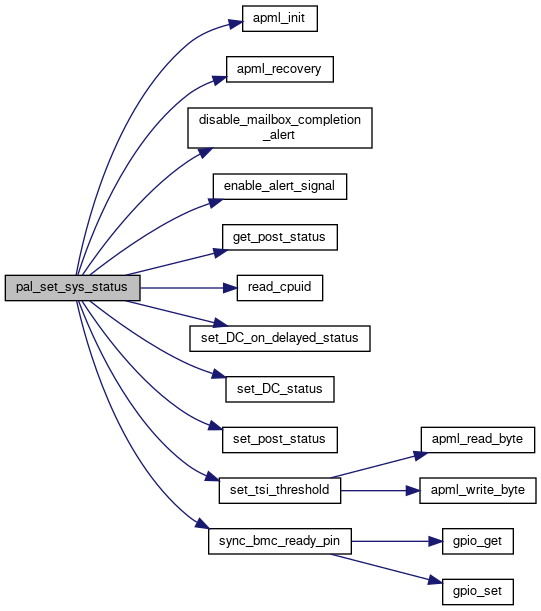 pal_set_sys_status
apml_init
apml_recovery
disable_mailbox_completion
_alert
enable_alert_signal
get_post_status
read_cpuid
set_DC_on_delayed_status
set_DC_status
set_post_status
set_tsi_threshold
apml_read_byte
apml_write_byte
sync_bmc_ready_pin
gpio_get
gpio_set